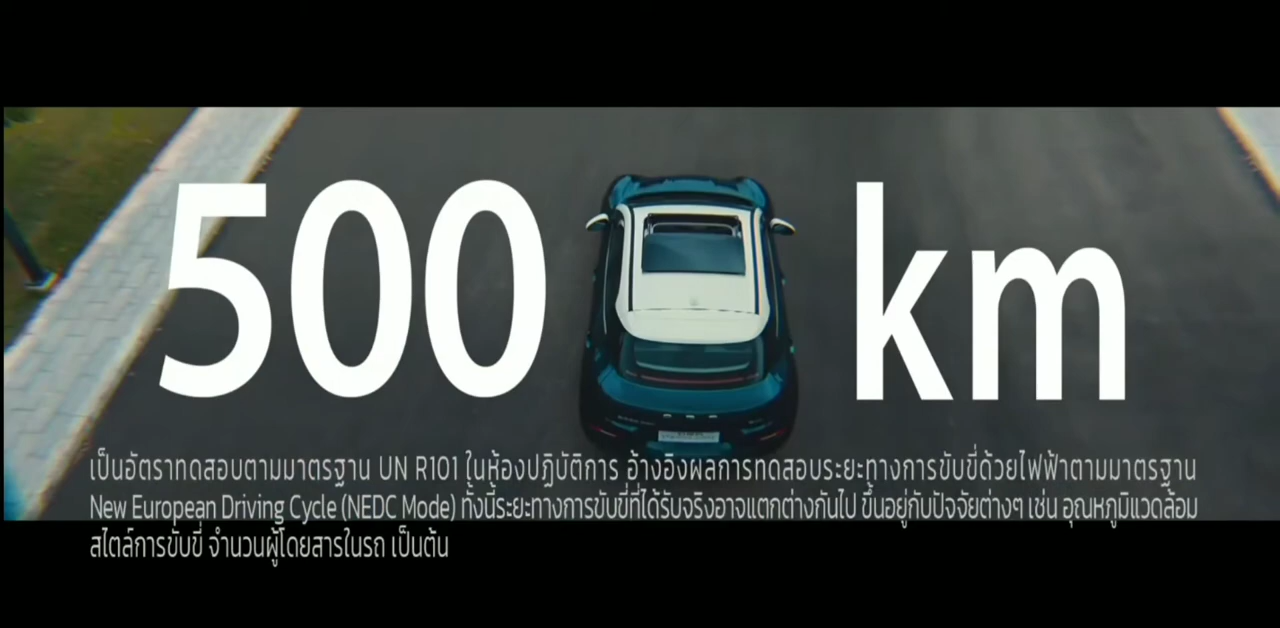 500 km
เป็นอัตราทดสอบตามมาตรฐาน UN R101 ในห้องปฏิบัติการ อ้างอิงผลการทดสอบระยะทางการขับขี่ด้วยไฟฟ้าตามมาตรฐาน
New European Driving Cycle (NEDC Mode) ทั้งนี้ระยะทางการขับขี่ที่ได้รับจริงอาจแตกต่างกันไป ขึ้นอยู่กับปัจจัยต่างๆ เช่น อุณหภูมิแวดล้อม
สไตล์การขับขี่ จำนวนผู้โดยสารในรถ เป็นต้น